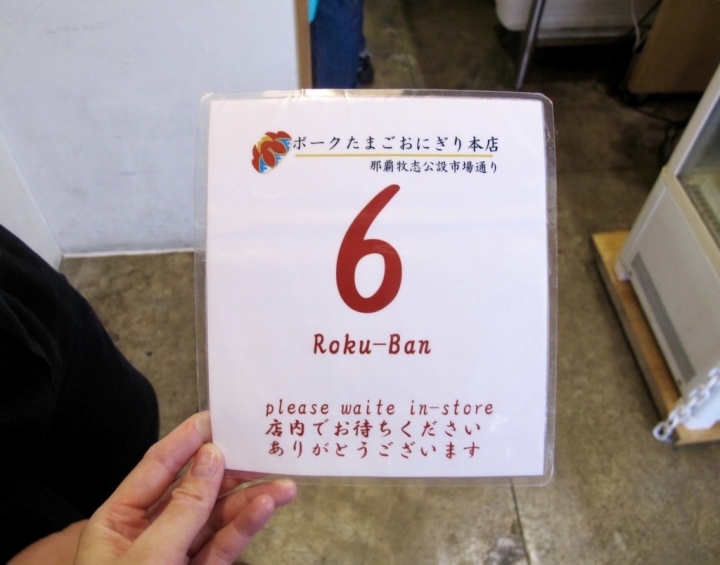 ポークたまごおにぎり本店
那覇牧志公設市場通り
6
Roku-Ban
please waite in-store
店内でお待ちください
ありがとうございます